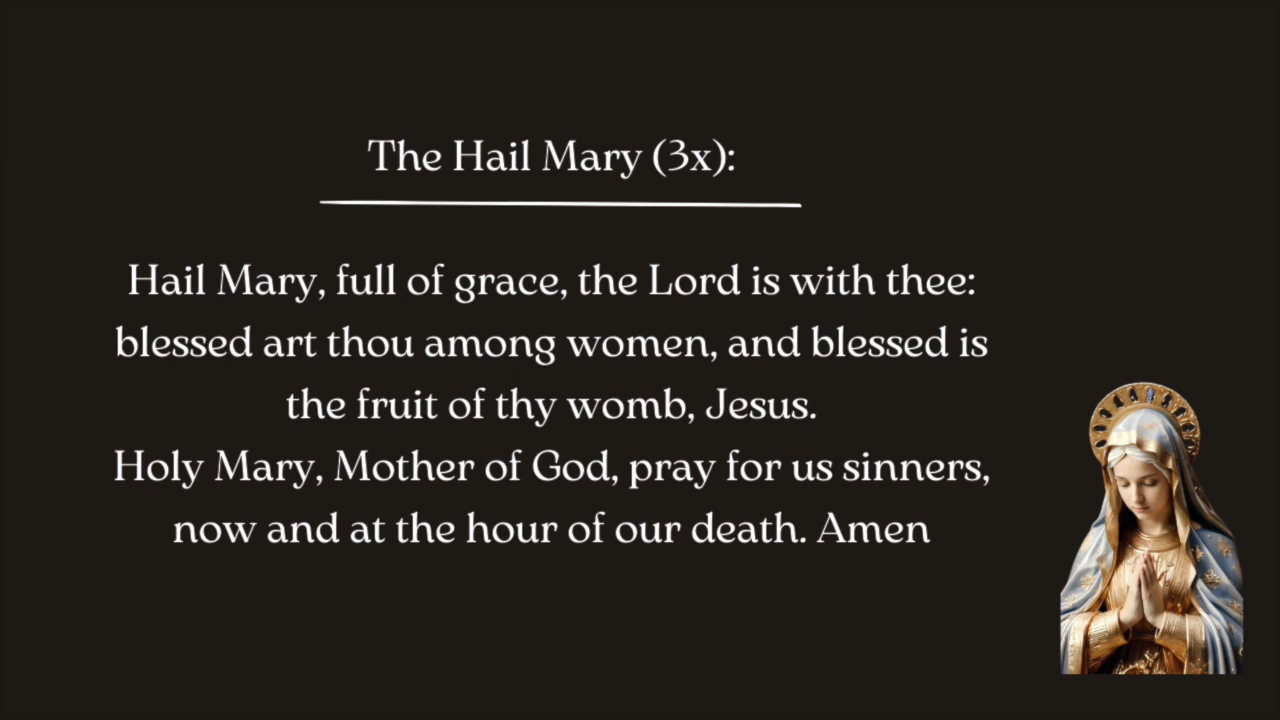 The Hail Mary (3x):
Hail Mary, full of grace, the Lord is with thee:
blessed art thou among women, and blessed is
the fruit of thy womb, Jesus.
Holy Mary, Mother of God, pray for us sinners,
now and at the hour of our death. Amen